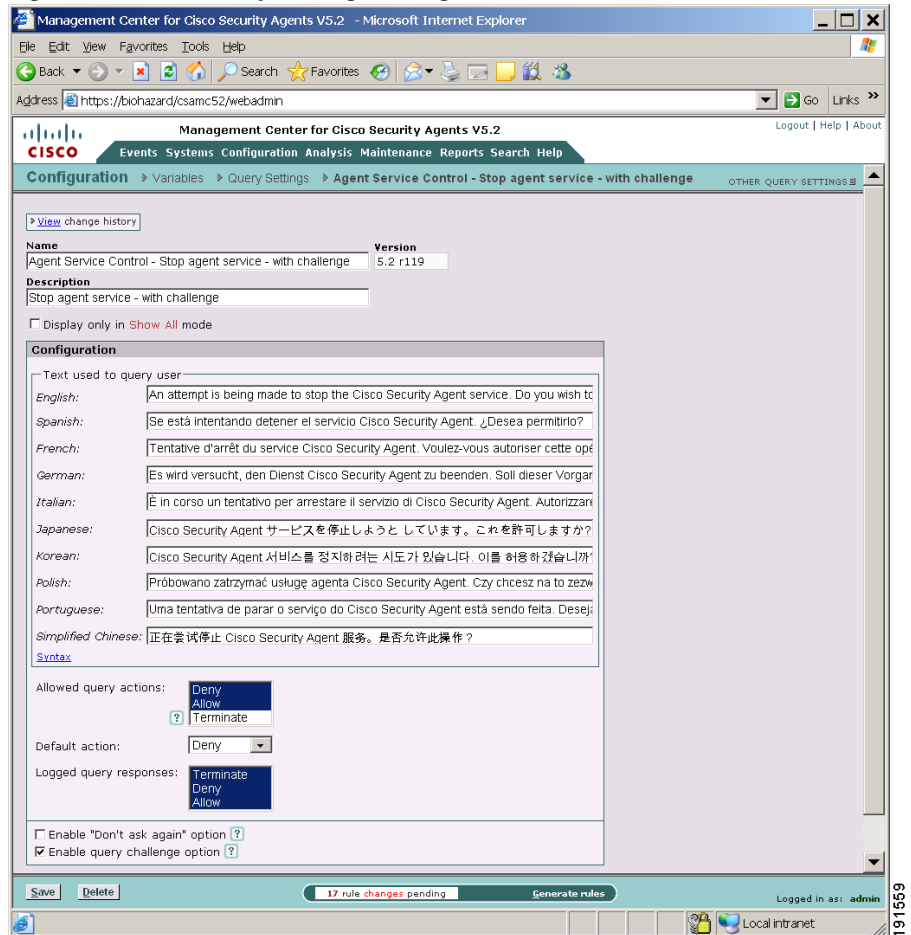 Management Center for Cisco Security Agents V5.2 - Microsoft Internet Explorer
File Edit View Favorites Tools Help
Back Search Favorites
Address https://biohazard/csamc52/webadmin Go Links »
Management Center for Cisco Security Agents V5.2 Logout | Help | About
CISCO Events Systems Configuration Analysis Maintenance Reports Search Help
Configuration Variables Query Settings Agent Service Control - Stop agent service - with challenge OTHER QUERY SETTINGS
View change history
Name Version
Agent Service Control - Stop agent service - with challenge 5.2 r119
Description
Stop agent service - with challenge
Display only in Show All mode
Configuration
Text used to query user
English: An attempt is being made to stop the Cisco Security Agent service. Do you wish to
Spanish: Se está intentando detener el servicio Cisco Security Agent. ¿Desea permitirlo?
French: Tentative d'arrêt du service Cisco Security Agent. Voulez-vous autoriser cette opé
German: Es wird versucht, den Dienst Cisco Security Agent zu beenden. Soll dieser Vorgan
Italian: È in corso un tentativo per arrestare il servizio di Cisco Security Agent. Autorizzare
Japanese: Cisco Security Agent サービスを停止しようと しています。これを許可しますか?
Korean: Cisco Security Agent 서비스를 정지하려는 시도가 있습니다. 이를 허용하겠습니까
Polish: Próbowano zatrzymać usługę agenta Cisco Security Agent. Czy chcesz na to zezw
Portuguese: Uma tentativa de parar o serviço do Cisco Security Agent está sendo feita. Deseja
Simplified Chinese: 正在尝试停止 Cisco Security Agent 服务。是否允许此操作？
Syntax
Allowed query actions: Deny
Allow
? Terminate
Default action: Deny
Logged query responses: Terminate
Deny
Allow
Enable "Don't ask again" option ?
Enable query challenge option ?
Save Delete 17 rule changes pending Generate rules Logged in as: admin
Local intranet
191559